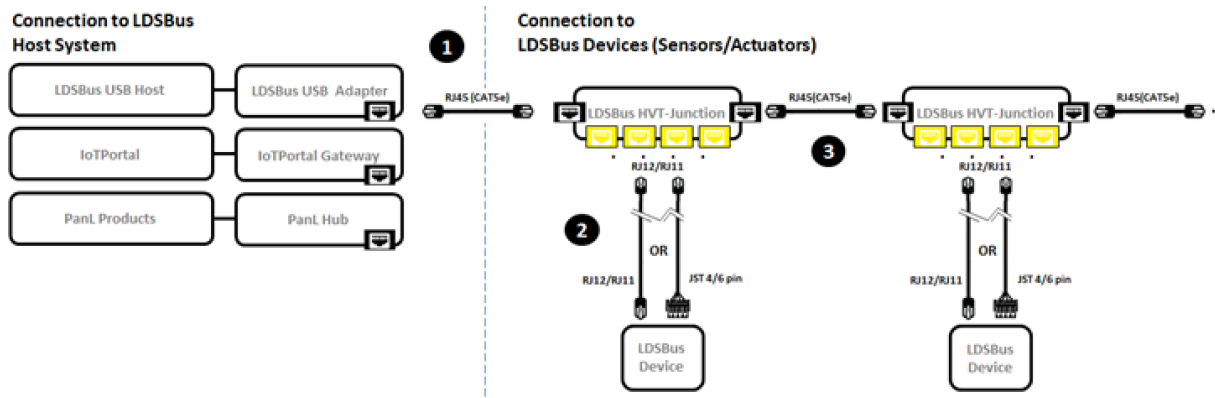 Connection to LDSBus
Host System
1
Connection to
LDSBus Devices (Sensors/Actuators)
LDSBus USB Host
LDSBus USB Adapter
RJ45 (CAT5e)
LDSBus HVT-Junction
RJ45(CAT5e)
LDSBus HVT-Junction
RJ45(CAT5e)
IoTPortal
IoTPortal Gateway
3
RJ12/RJ11
RJ12/RJ11
PanL Products
PanL Hub
2
OR
OR
RJ12/RJ11
JST 4/6 pin
RJ12/RJ11
JST 4/6 pin
LDSBus
Device
LDSBus
Device